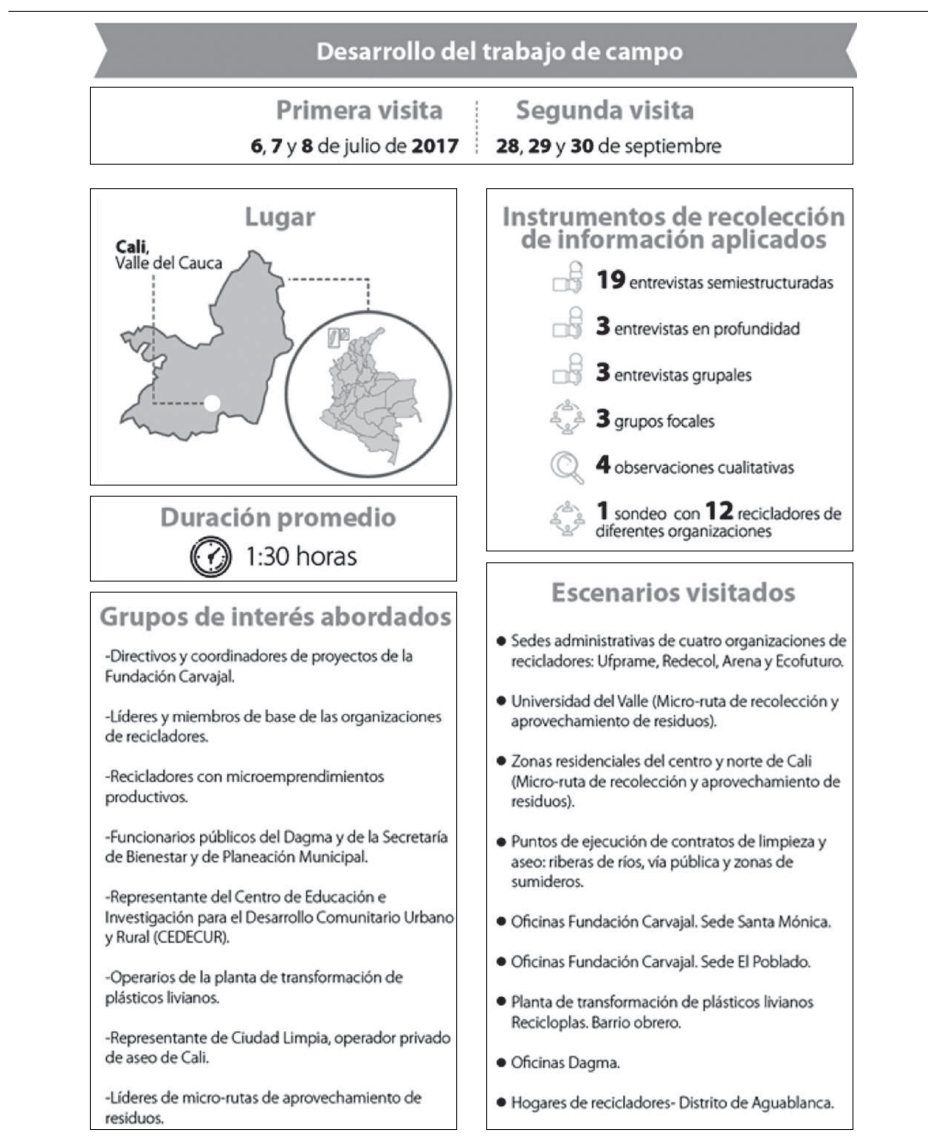 Desarrollo del trabajo de campo
Primera visita
6, 7 y 8 de julio de 2017
Segunda visita
28, 29 y 30 de septiembre
Lugar
Cali,
Valle del Cauca
Duración promedio
1:30 horas
Grupos de interés abordados
-Directivos y coordinadores de proyectos de la
Fundación Carvajal.
-Líderes y miembros de base de las organizaciones
de recicladores.
-Recicladores con microemprendimientos
productivos.
-Funcionarios públicos del Dagma y de la Secretaría
de Bienestar y de Planeación Municipal.
-Representante del Centro de Educación e
Investigación para el Desarrollo Comunitario Urbano
y Rural (CEDECUR).
-Operarios de la planta de transformación de
plásticos livianos.
-Representante de Ciudad Limpia, operador privado
de aseo de Cali.
-Líderes de micro-rutas de aprovechamiento de
residuos.
Instrumentos de recolección
de información aplicados
19 entrevistas semiestructuradas
3 entrevistas en profundidad
3 entrevistas grupales
3 grupos focales
4 observaciones cualitativas
1 sondeo con 12 recicladores de
diferentes organizaciones
Escenarios visitados
● Sedes administrativas de cuatro organizaciones de
recicladores: Ufprame, Redecol, Arena y Ecofuturo.
● Universidad del Valle (Micro-ruta de recolección y
aprovechamiento de residuos).
● Zonas residenciales del centro y norte de Cali
(Micro-ruta de recolección y aprovechamiento de
residuos).
● Puntos de ejecución de contratos de limpieza y
aseo: riberas de ríos, vía pública y zonas de
sumideros.
● Oficinas Fundación Carvajal. Sede Santa Mónica.
● Oficinas Fundación Carvajal. Sede El Poblado.
● Planta de transformación de plásticos livianos
Recicloplas. Barrio obrero.
● Oficinas Dagma.
● Hogares de recicladores- Distrito de Aguablanca.